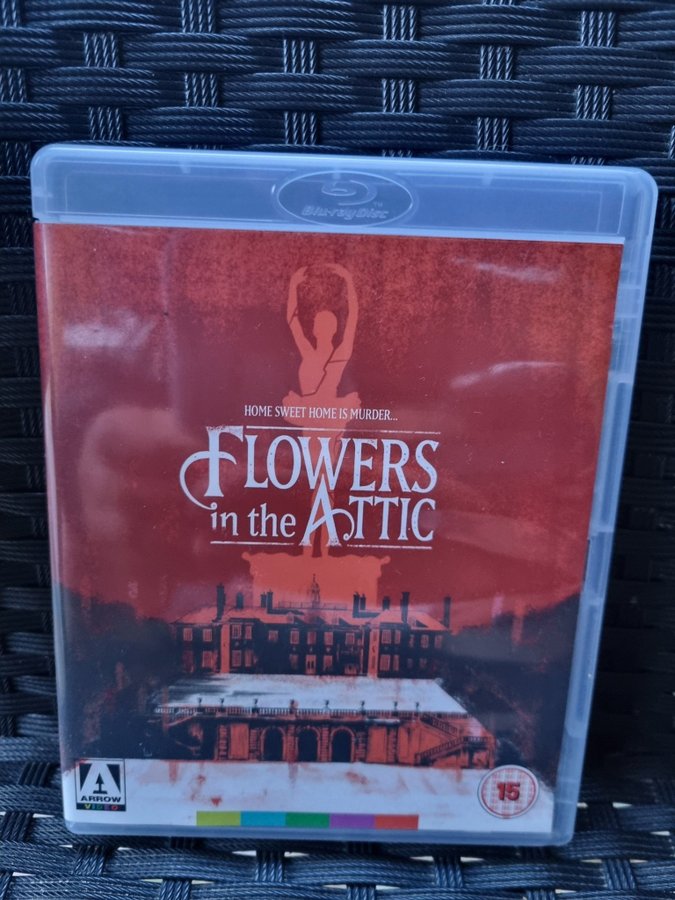 Blu-ray Disc
HOME SWEET HOME IS MURDER...
FLOWERS
in the ATTIC
ARROW
VIDEO
15